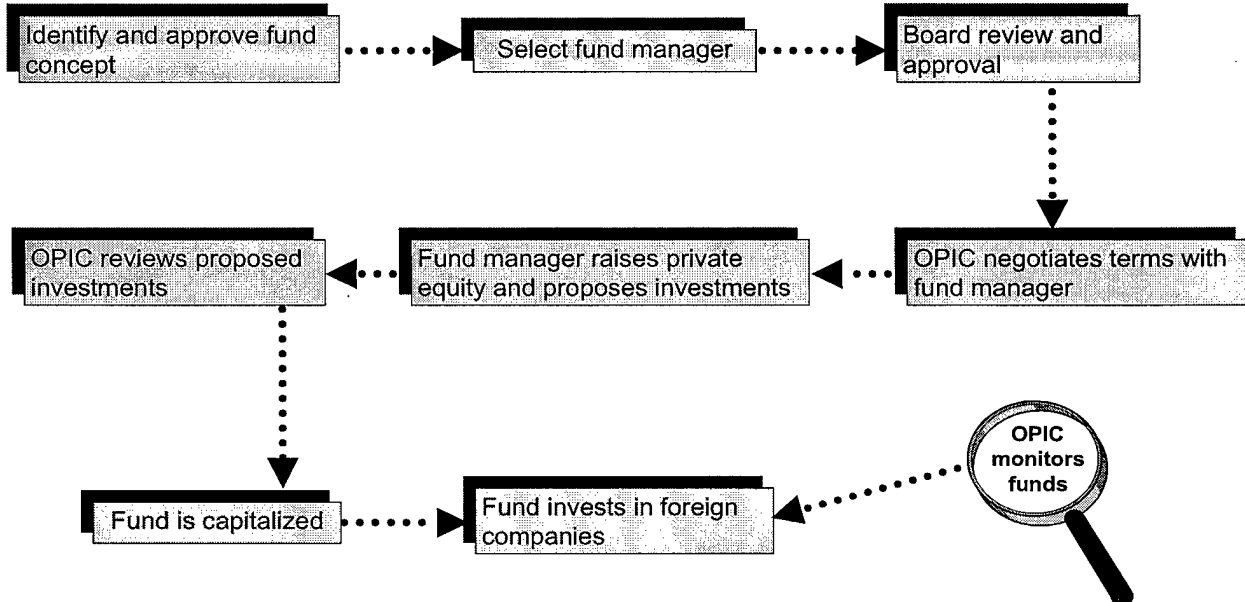 Identify and approve fund
concept
Select fund manager
Board review and
approval
OPIC negotiates terms with
fund manager
Fund manager raises private
equity and proposes investments
OPIC reviews proposed
investments
Fund is capitalized
Fund invests in foreign
companies
OPIC
monitors
funds